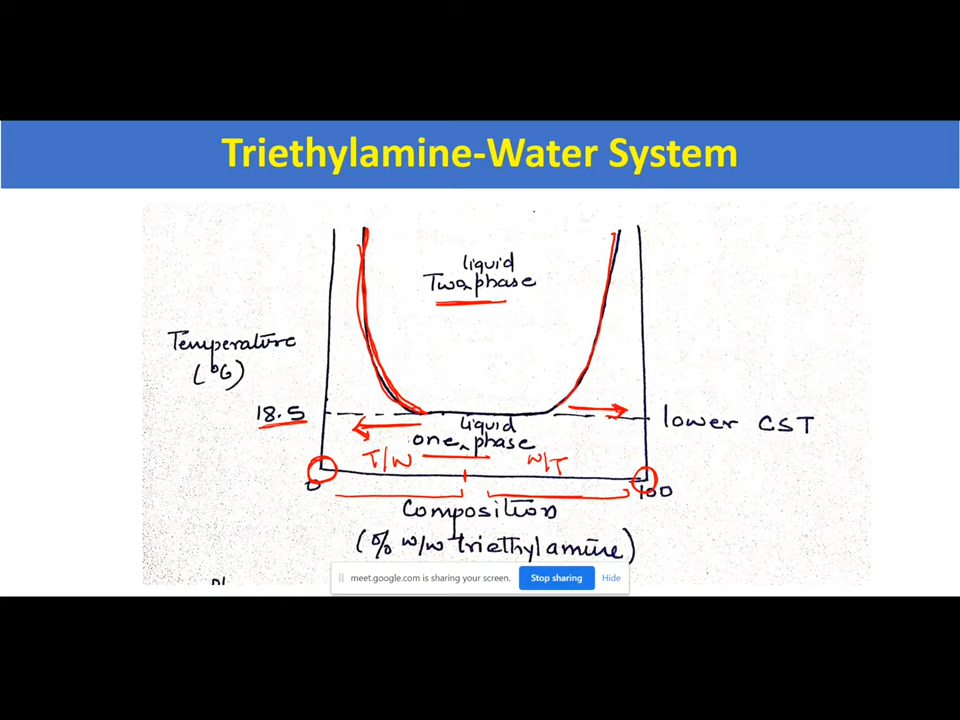 Triethylamine-Water System
liquid
Two phase
Temperature
(°C)
18.5
lower CST
liquid
one phase
T/W
W/T
0
100
Composition
(% w/w triethylamine)
meet.google.com is sharing your screen.
Stop sharing
Hide